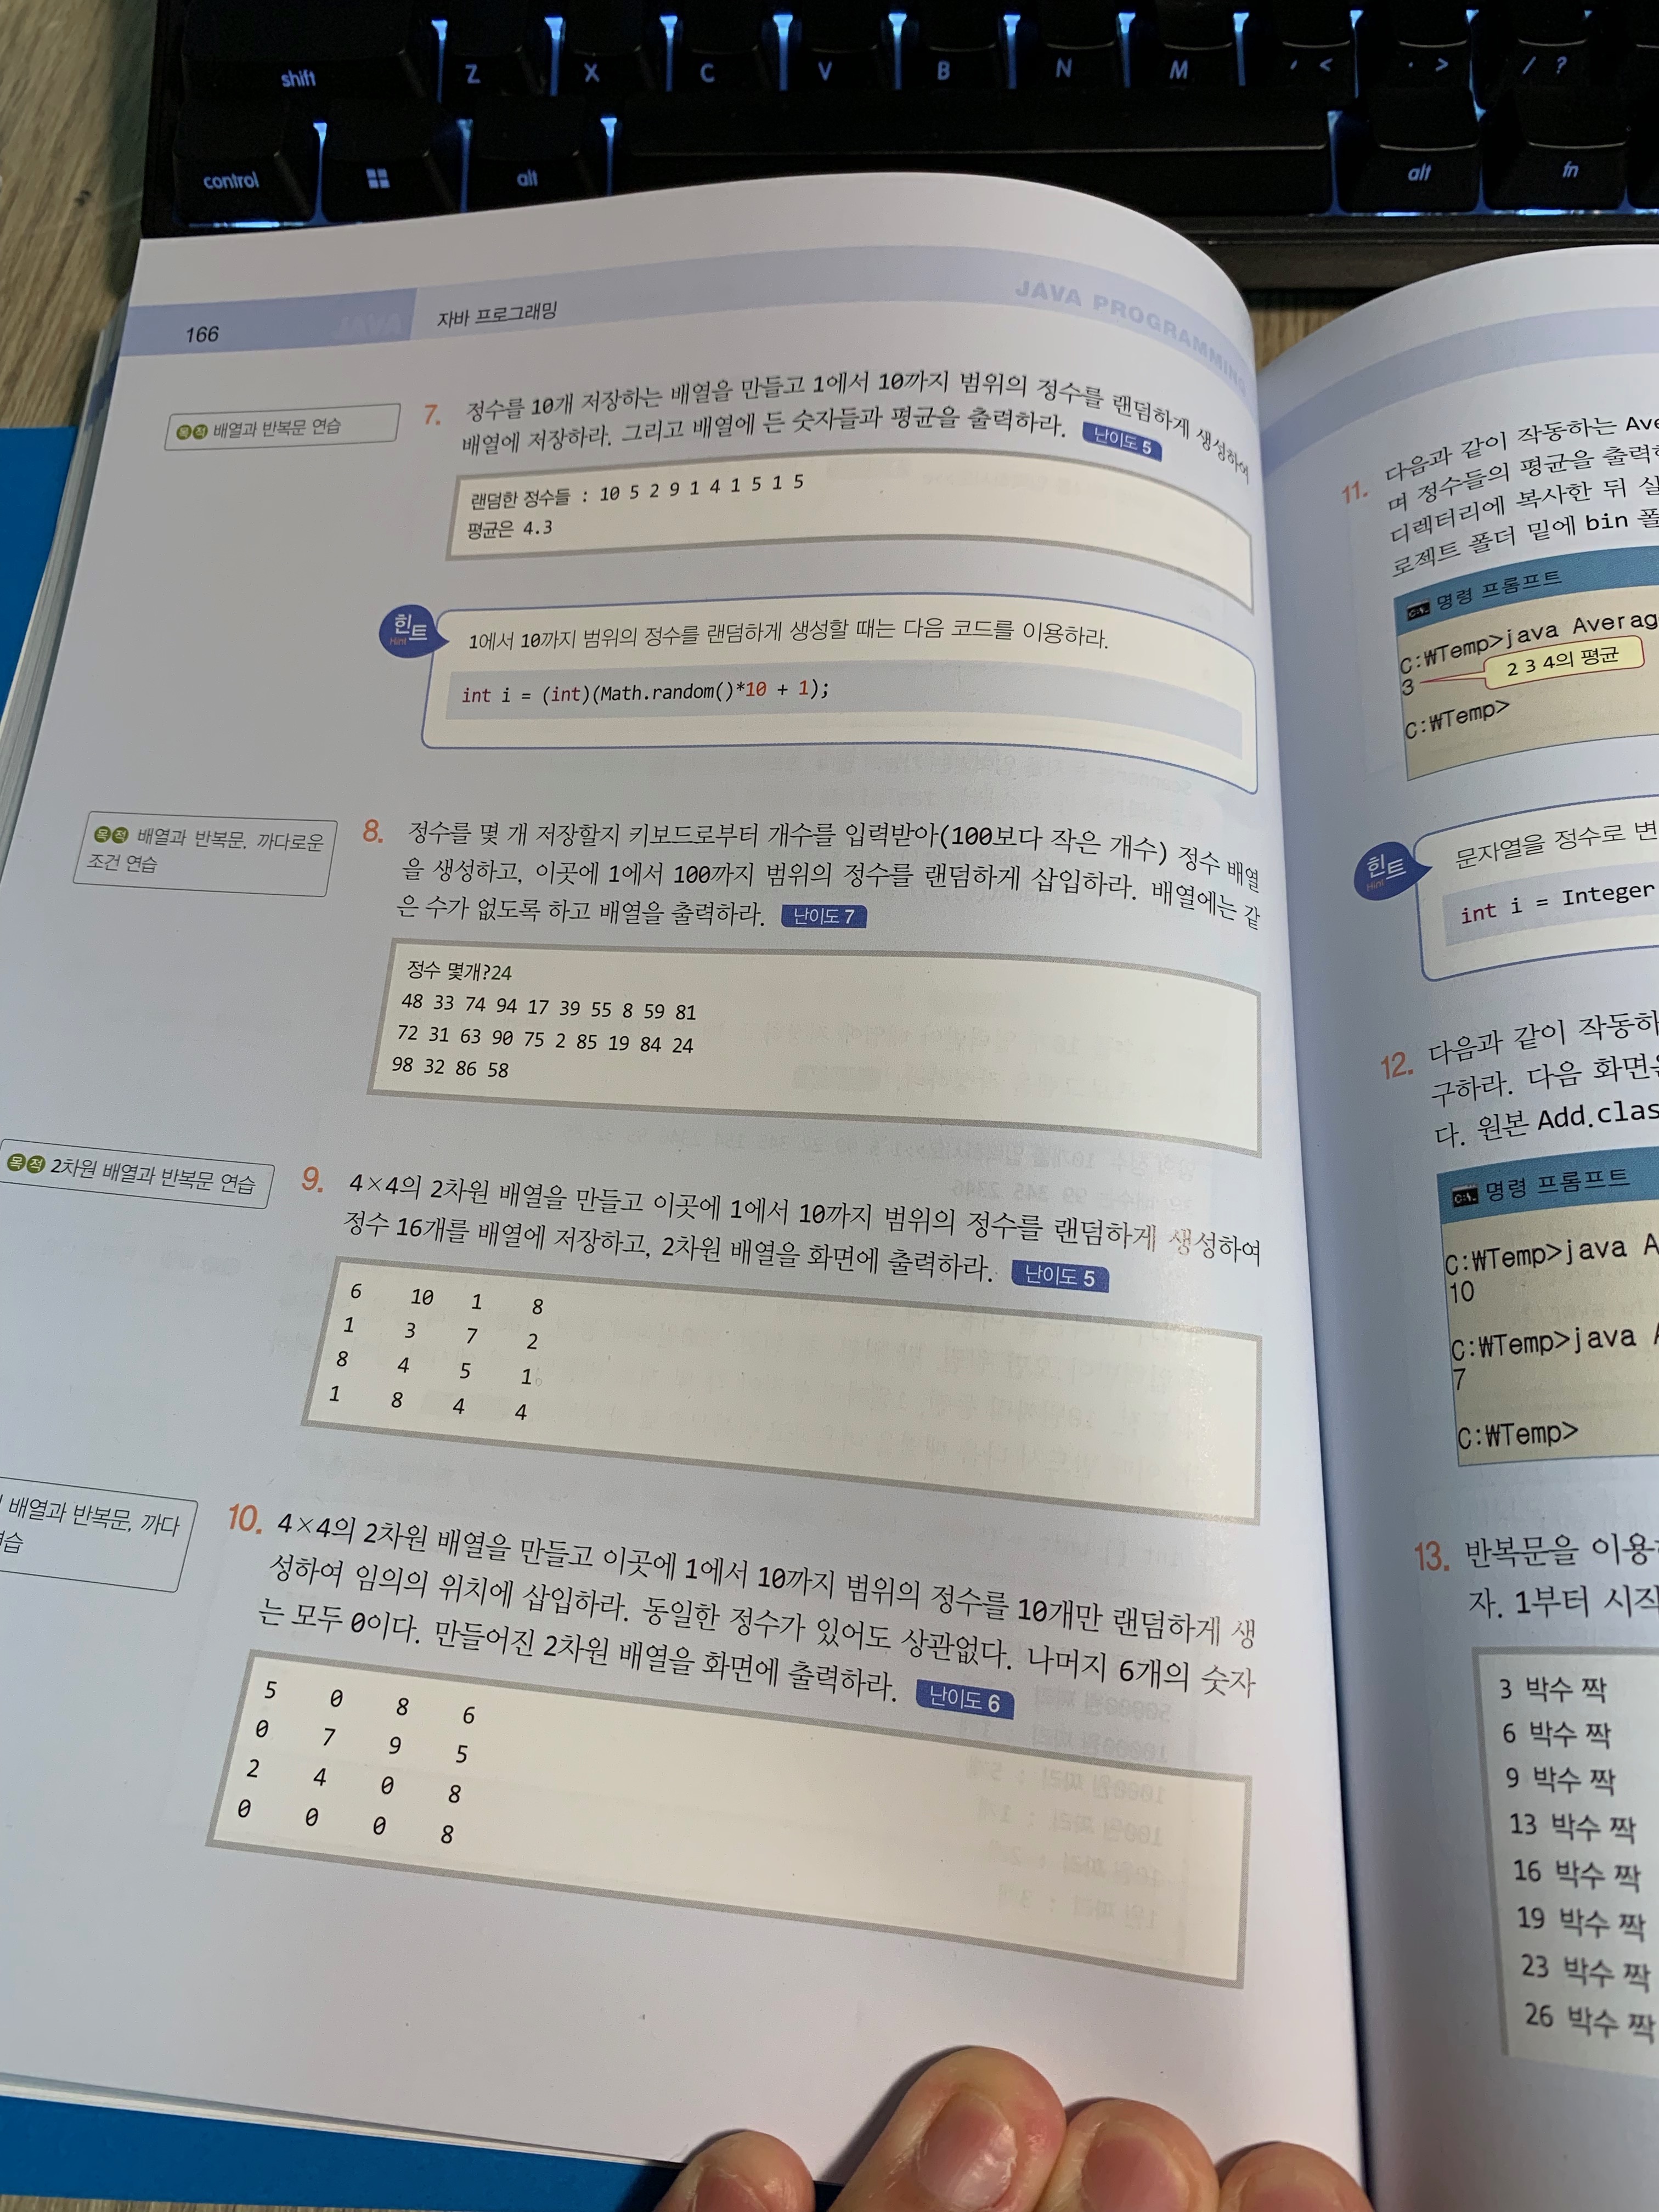 shift Z X C V B N M , < . > / ?
control alt alt fn
166 JAVA 자바 프로그래밍 JAVA PROGRAMMING
목적 배열과 반복문 연습
7. 정수를 10개 저장하는 배열을 만들고 1에서 10까지 범위의 정수를 랜덤하게 생성하여
배열에 저장하라. 그리고 배열에 든 숫자들과 평균을 출력하라. 난이도 5
랜덤한 정수들 : 10 5 2 9 1 4 1 5 1 5
평균은 4.3
힌트
Hint
1에서 10까지 범위의 정수를 랜덤하게 생성할 때는 다음 코드를 이용하라.
int i = (int)(Math.random()*10 + 1);
목적 배열과 반복문, 까다로운
조건 연습
8. 정수를 몇 개 저장할지 키보드로부터 개수를 입력받아(100보다 작은 개수) 정수 배열
을 생성하고, 이곳에 1에서 100까지 범위의 정수를 랜덤하게 삽입하라. 배열에는 같
은 수가 없도록 하고 배열을 출력하라. 난이도 7
정수 몇개?24
48 33 74 94 17 39 55 8 59 81
72 31 63 90 75 2 85 19 84 24
98 32 86 58
목적 2차원 배열과 반복문 연습
9. 4×4의 2차원 배열을 만들고 이곳에 1에서 10까지 범위의 정수를 랜덤하게 생성하여
정수 16개를 배열에 저장하고, 2차원 배열을 화면에 출력하라. 난이도 5
6 10 1 8
1 3 7 2
8 4 5 1
1 8 4 4
배열과 반복문, 까다
습
10. 4×4의 2차원 배열을 만들고 이곳에 1에서 10까지 범위의 정수를 10개만 랜덤하게 생
성하여 임의의 위치에 삽입하라. 동일한 정수가 있어도 상관없다. 나머지 6개의 숫자
는 모두 0이다. 만들어진 2차원 배열을 화면에 출력하라. 난이도 6
5 0 8 6
0 7 9 5
2 4 0 8
0 0 0 8
11. 다음과 같이 작동하는 Ave
며 정수들의 평균을 출력
디렉터리에 복사한 뒤 실
로젝트 폴더 밑에 bin 폴
명령 프롬프트
C:₩Temp>java Averag
3
2 3 4의 평균
C:₩Temp>
힌트
Hint
문자열을 정수로 변
int i = Integer
12. 다음과 같이 작동하
구하라. 다음 화면은
다. 원본 Add.clas
명령 프롬프트
C:₩Temp>java A
10
C:₩Temp>java A
7
C:₩Temp>
13. 반복문을 이용
자. 1부터 시작
3 박수 짝
6 박수 짝
9 박수 짝
13 박수 짝
16 박수 짝
19 박수 짝
23 박수 짝
26 박수 짝